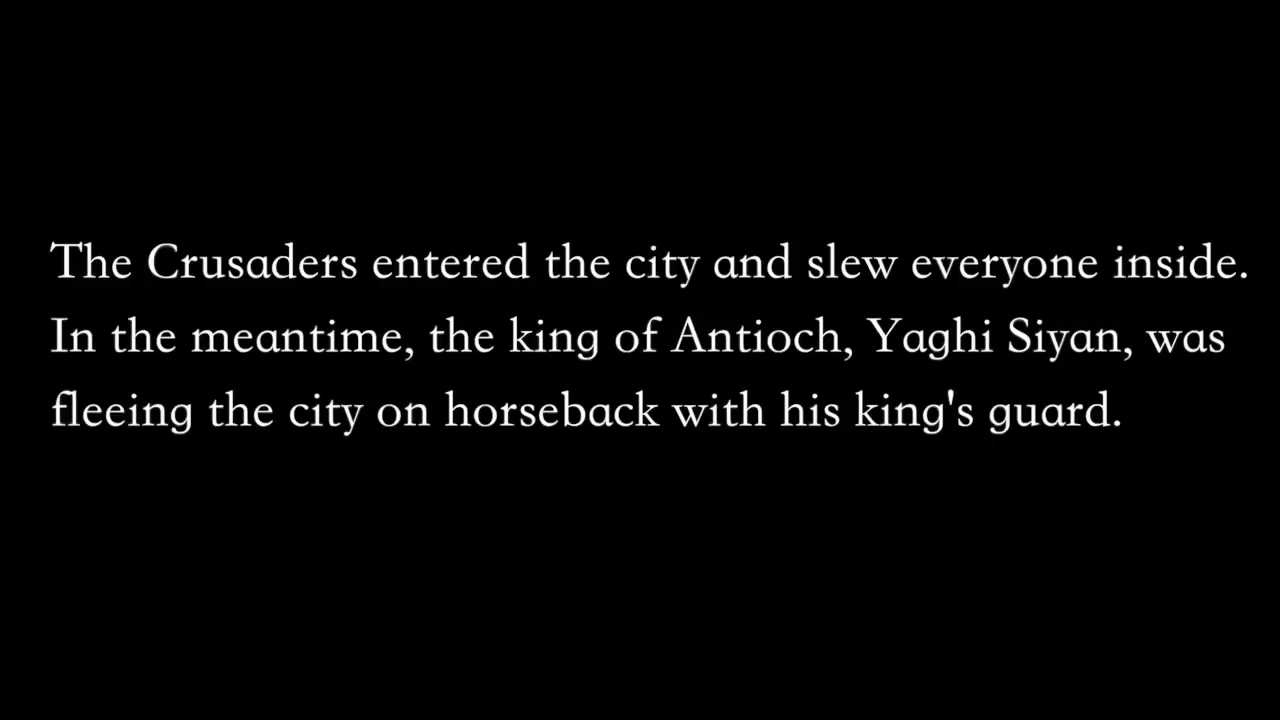 The Crusaders entered the city and slew everyone inside.
In the meantime, the king of Antioch, Yaghi Siyan, was
fleeing the city on horseback with his king's guard.